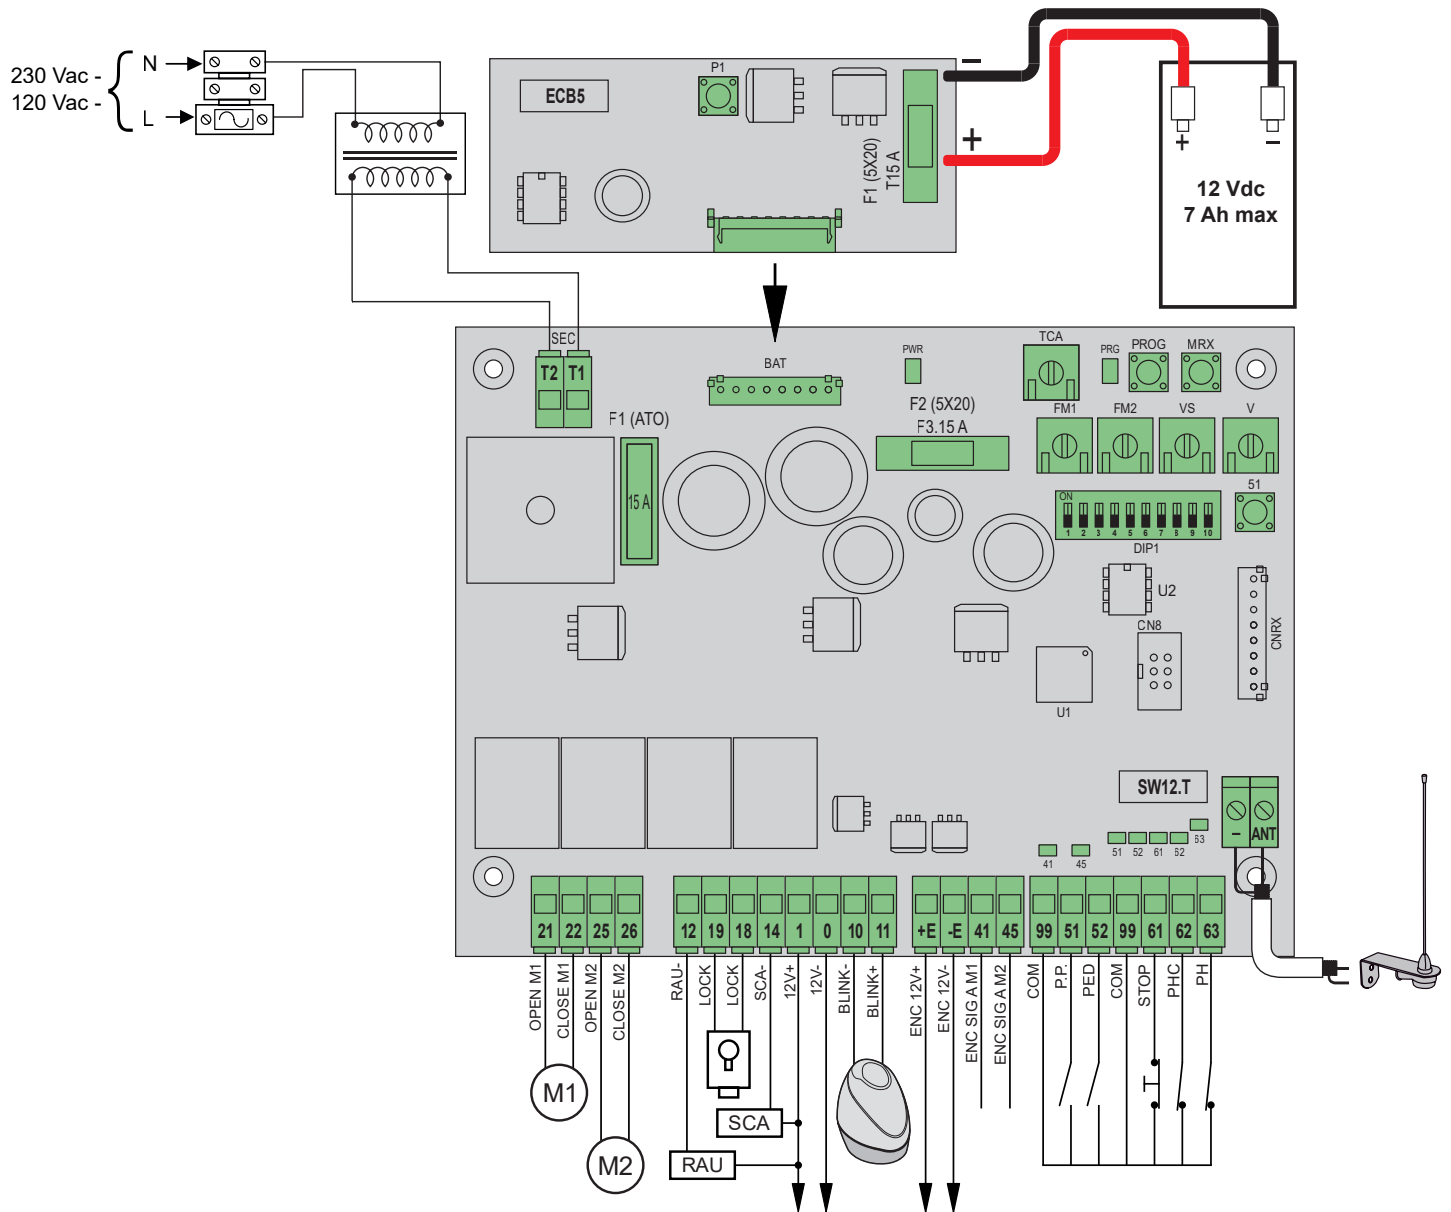 230 Vac -
120 Vac -
N
L
ECB5
P1
F1 (5X20)
T15 A
-
+
+
-
12 Vdc
7 Ah max
SEC
T2
T1
F1 (ATO)
15 A
BAT
PWR
F2 (5X20)
F3.15 A
TCA
PRG
PROG
MRX
FM1
FM2
VS
V
ON
1 2 3 4 5 6 7 8 9 10
DIP1
51
U2
CN8
CNRX
U1
SW12.T
-
ANT
41
45
51
52
61
62
63
21
22
25
26
12
19
18
14
1
0
10
11
+E
-E
41
45
99
51
52
99
61
62
63
OPEN M1
CLOSE M1
OPEN M2
CLOSE M2
RAU-
LOCK
LOCK
SCA-
12V+
12V-
BLINK-
BLINK+
ENC 12V+
ENC 12V-
ENC SIG A M1
ENC SIG A M2
COM
P.P.
PED
COM
STOP
PHC
PH
M1
M2
SCA
RAU